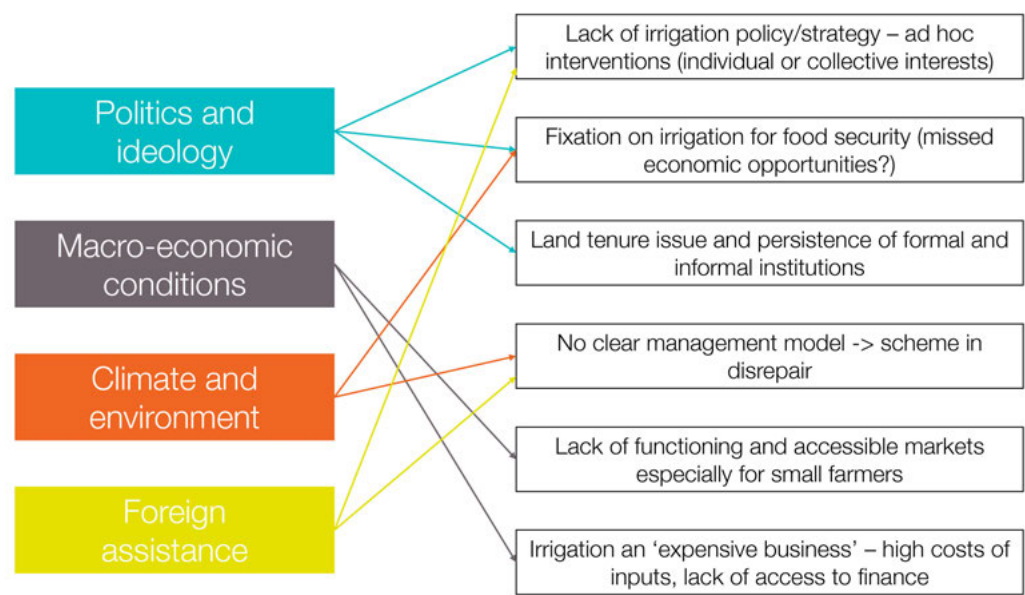 Politics and
ideology
Macro-economic
conditions
Climate and
environment
Foreign
assistance
Lack of irrigation policy/strategy – ad hoc
interventions (individual or collective interests)
Fixation on irrigation for food security (missed
economic opportunities?)
Land tenure issue and persistence of formal and
informal institutions
No clear management model -> scheme in
disrepair
Lack of functioning and accessible markets
especially for small farmers
Irrigation an ‘expensive business’ – high costs of
inputs, lack of access to finance